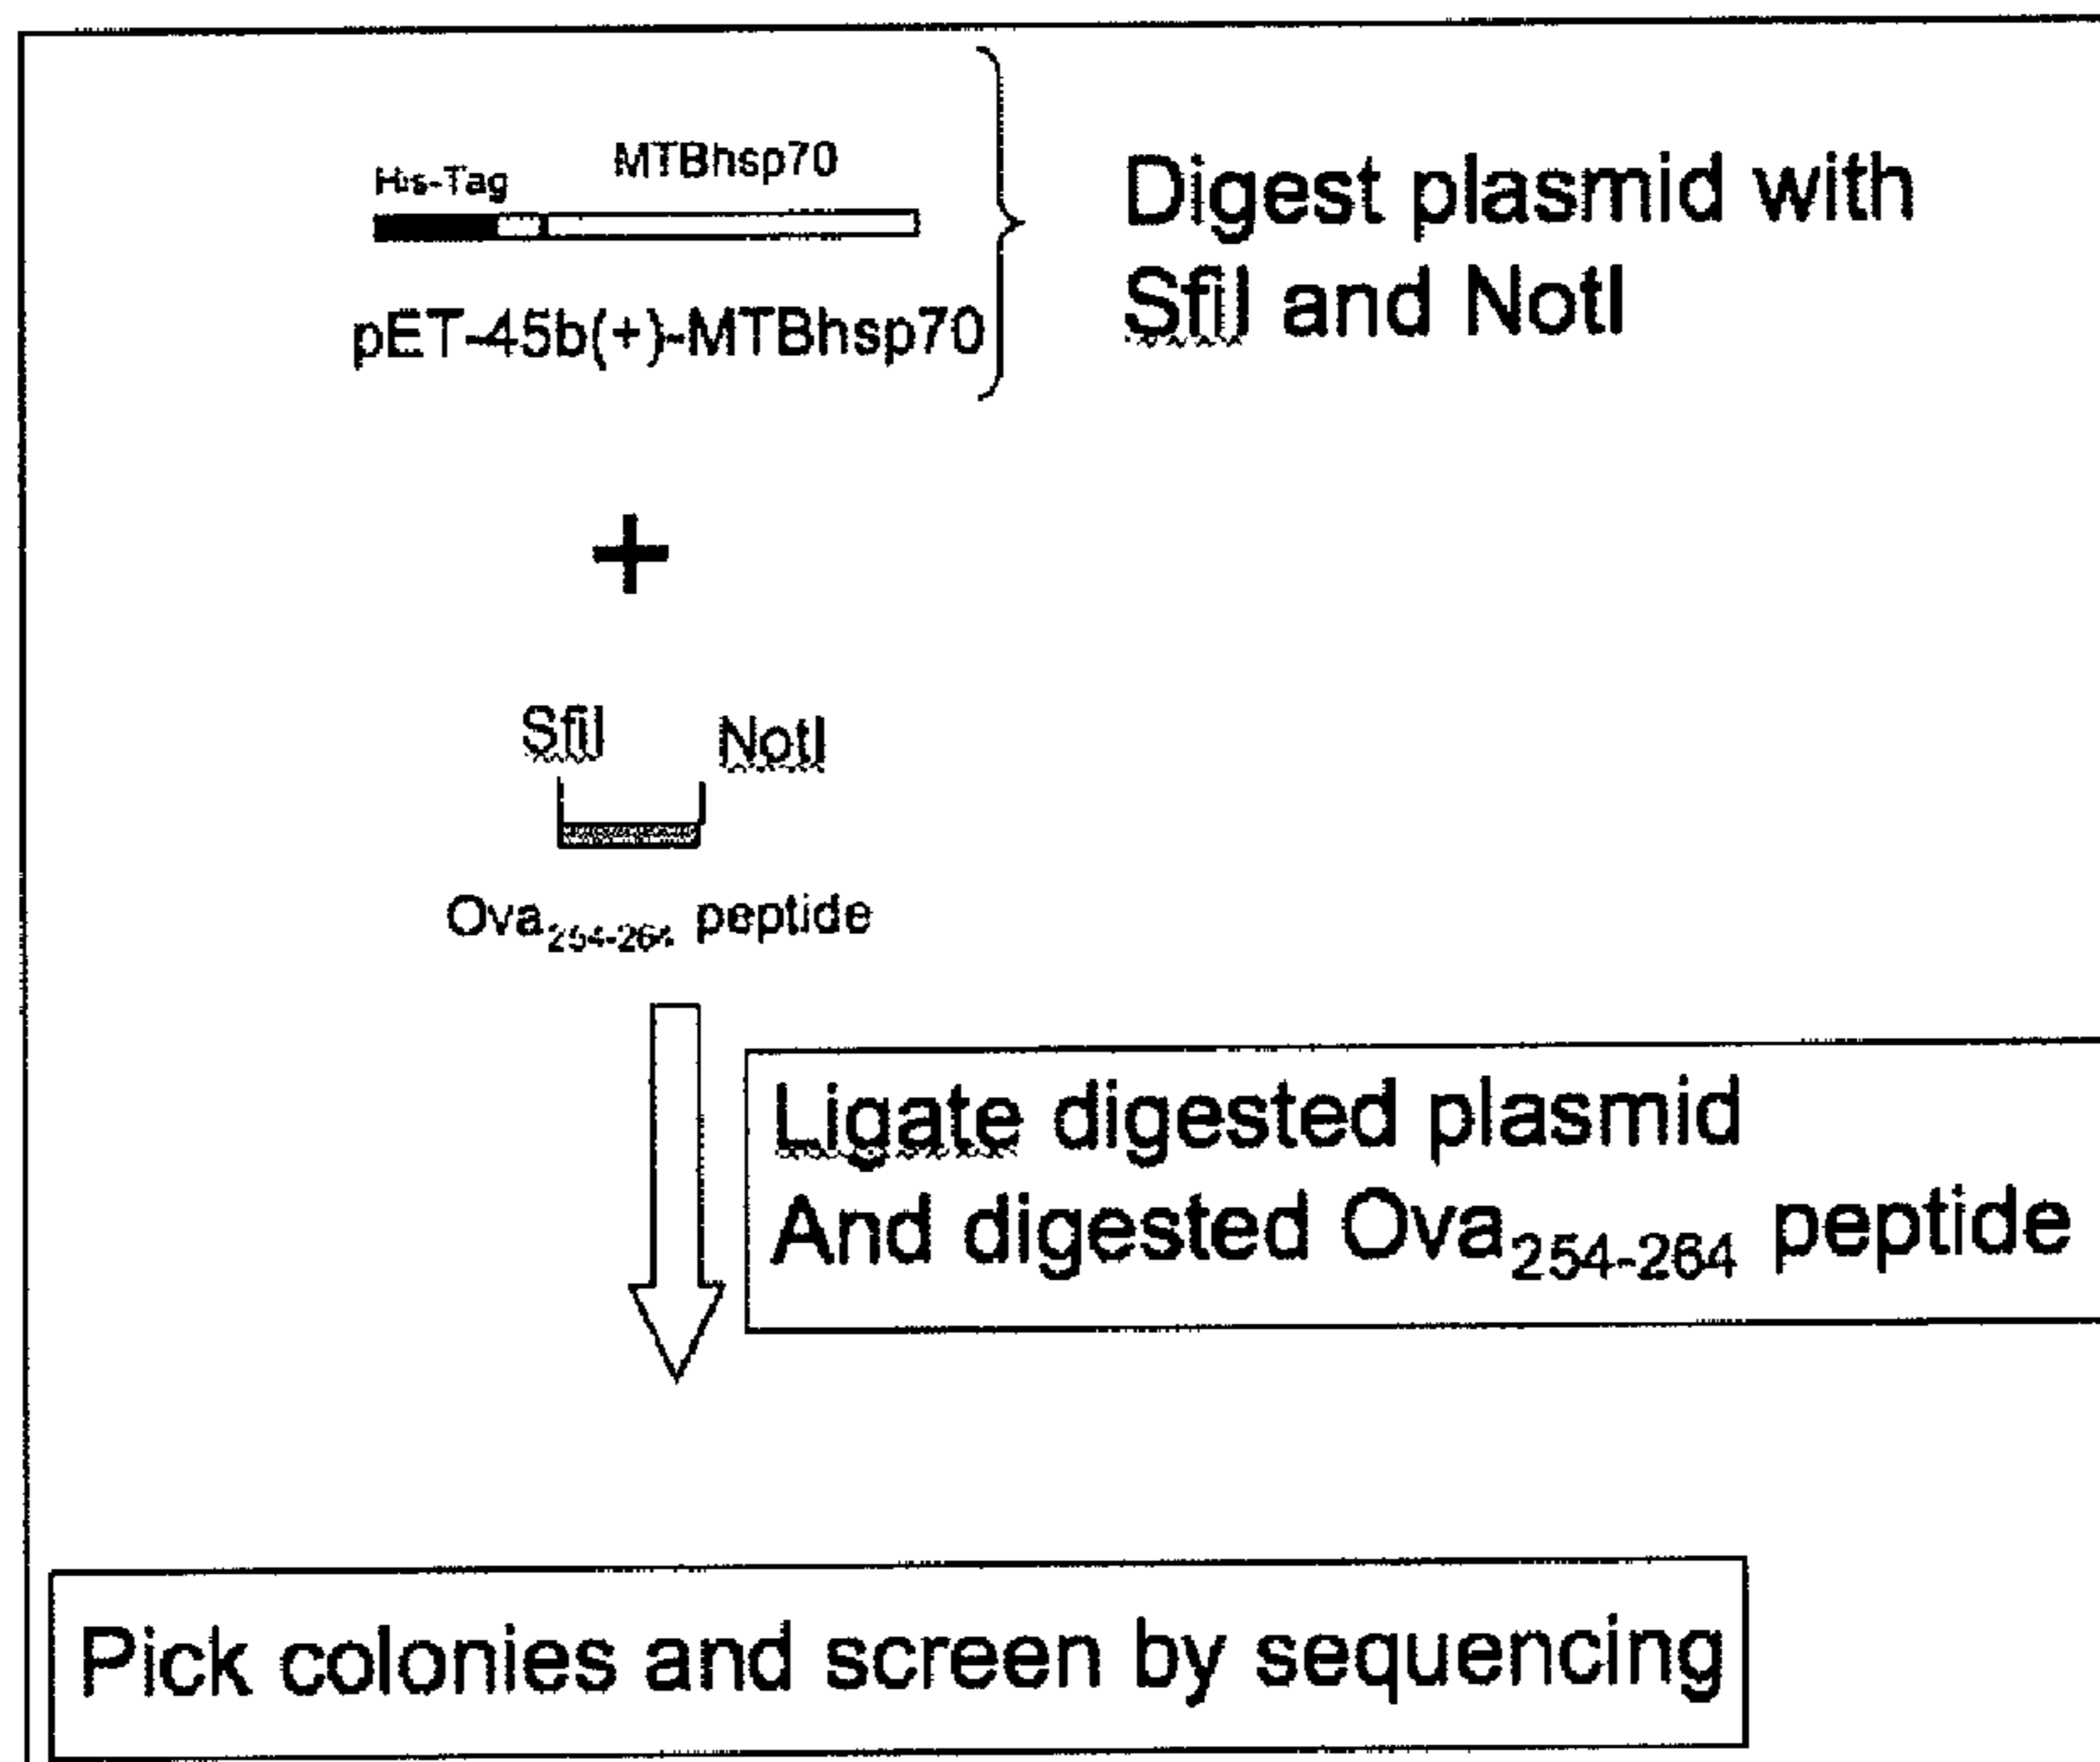 His-Tag
MTBhsp70
Digest plasmid with
SfiI and NotI
pET-45b(+)-MTBhsp70
+
SfiI
NotI
Ova254-264 peptide
Ligate digested plasmid
And digested Ova254-264 peptide
Pick colonies and screen by sequencing